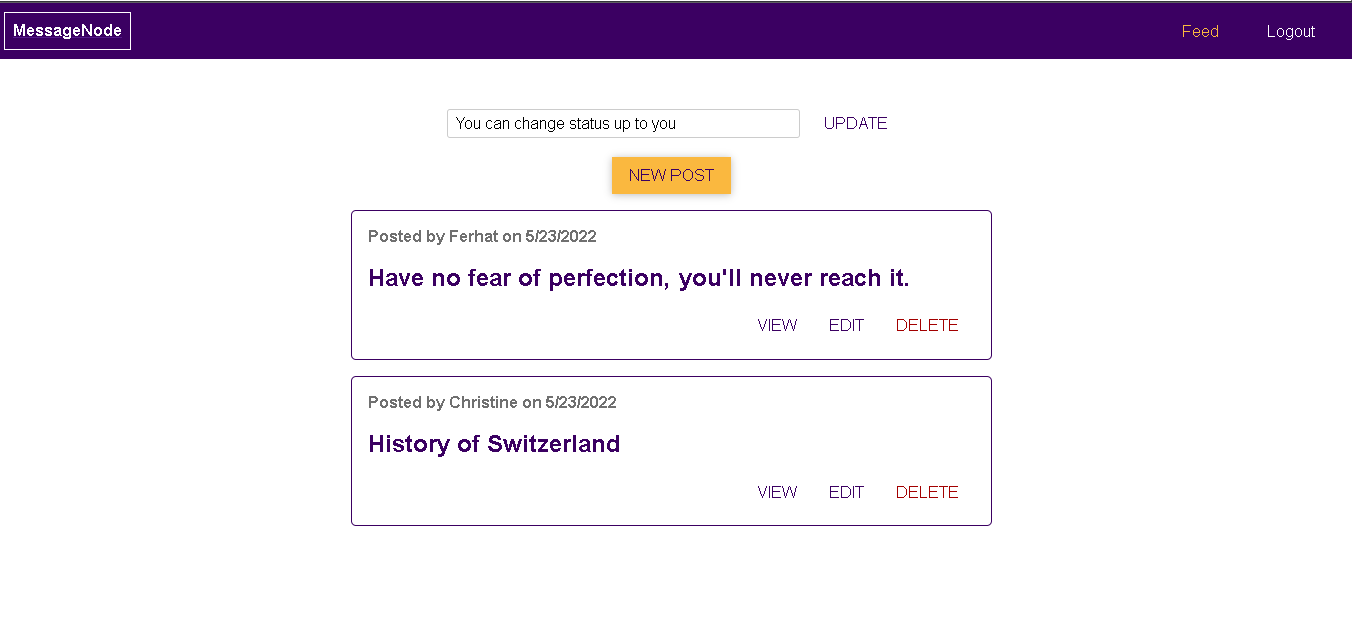 MessageNode Feed Logout
You can change status up to you UPDATE
NEW POST
Posted by Ferhat on 5/23/2022
Have no fear of perfection, you'll never reach it.
VIEW EDIT DELETE
Posted by Christine on 5/23/2022
History of Switzerland
VIEW EDIT DELETE